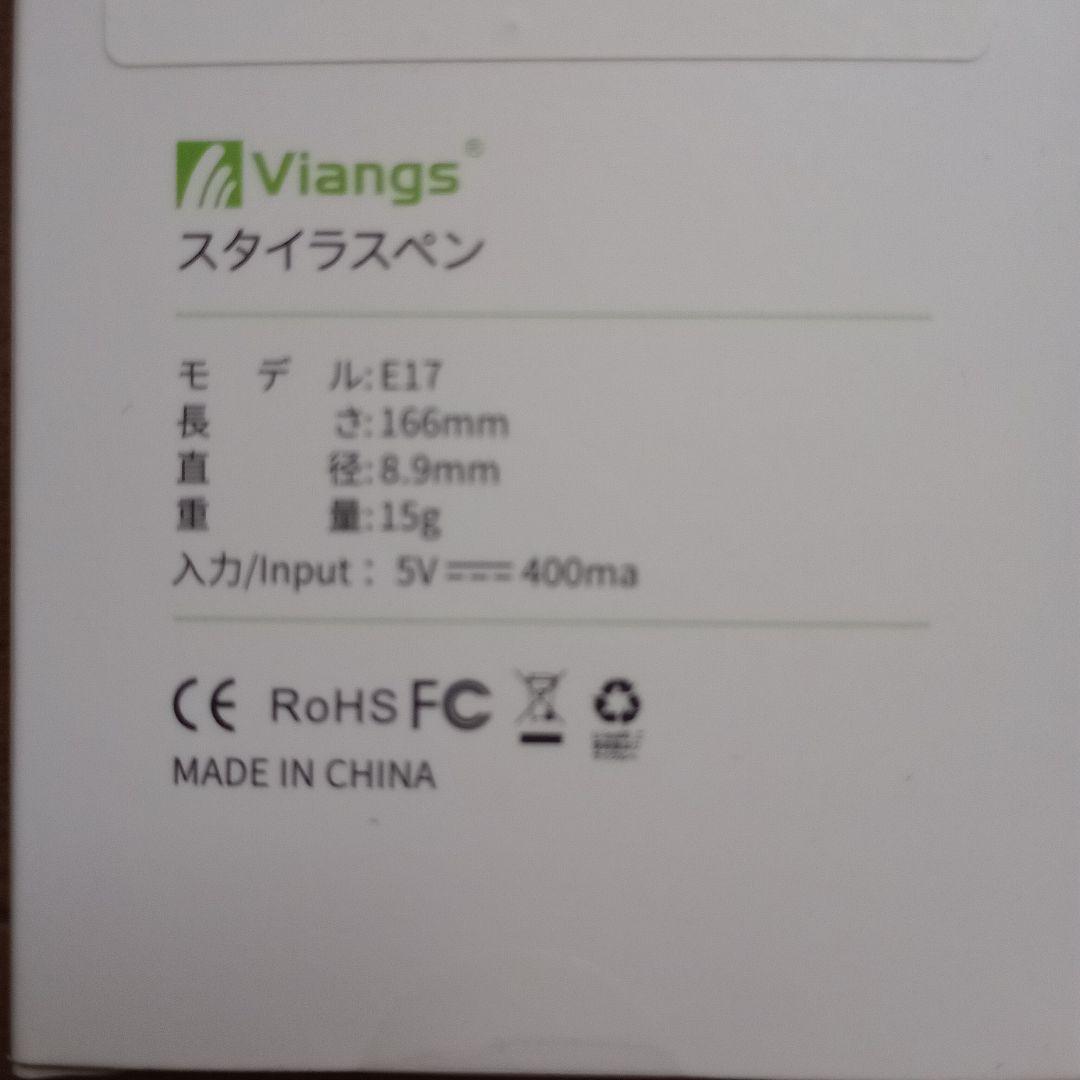 Viangs®
スタイラスペン
モデル:E17
長さ:166mm
直径:8.9mm
重量:15g
入力/Input : 5V⎓400ma
CE RoHS FC
MADE IN CHINA